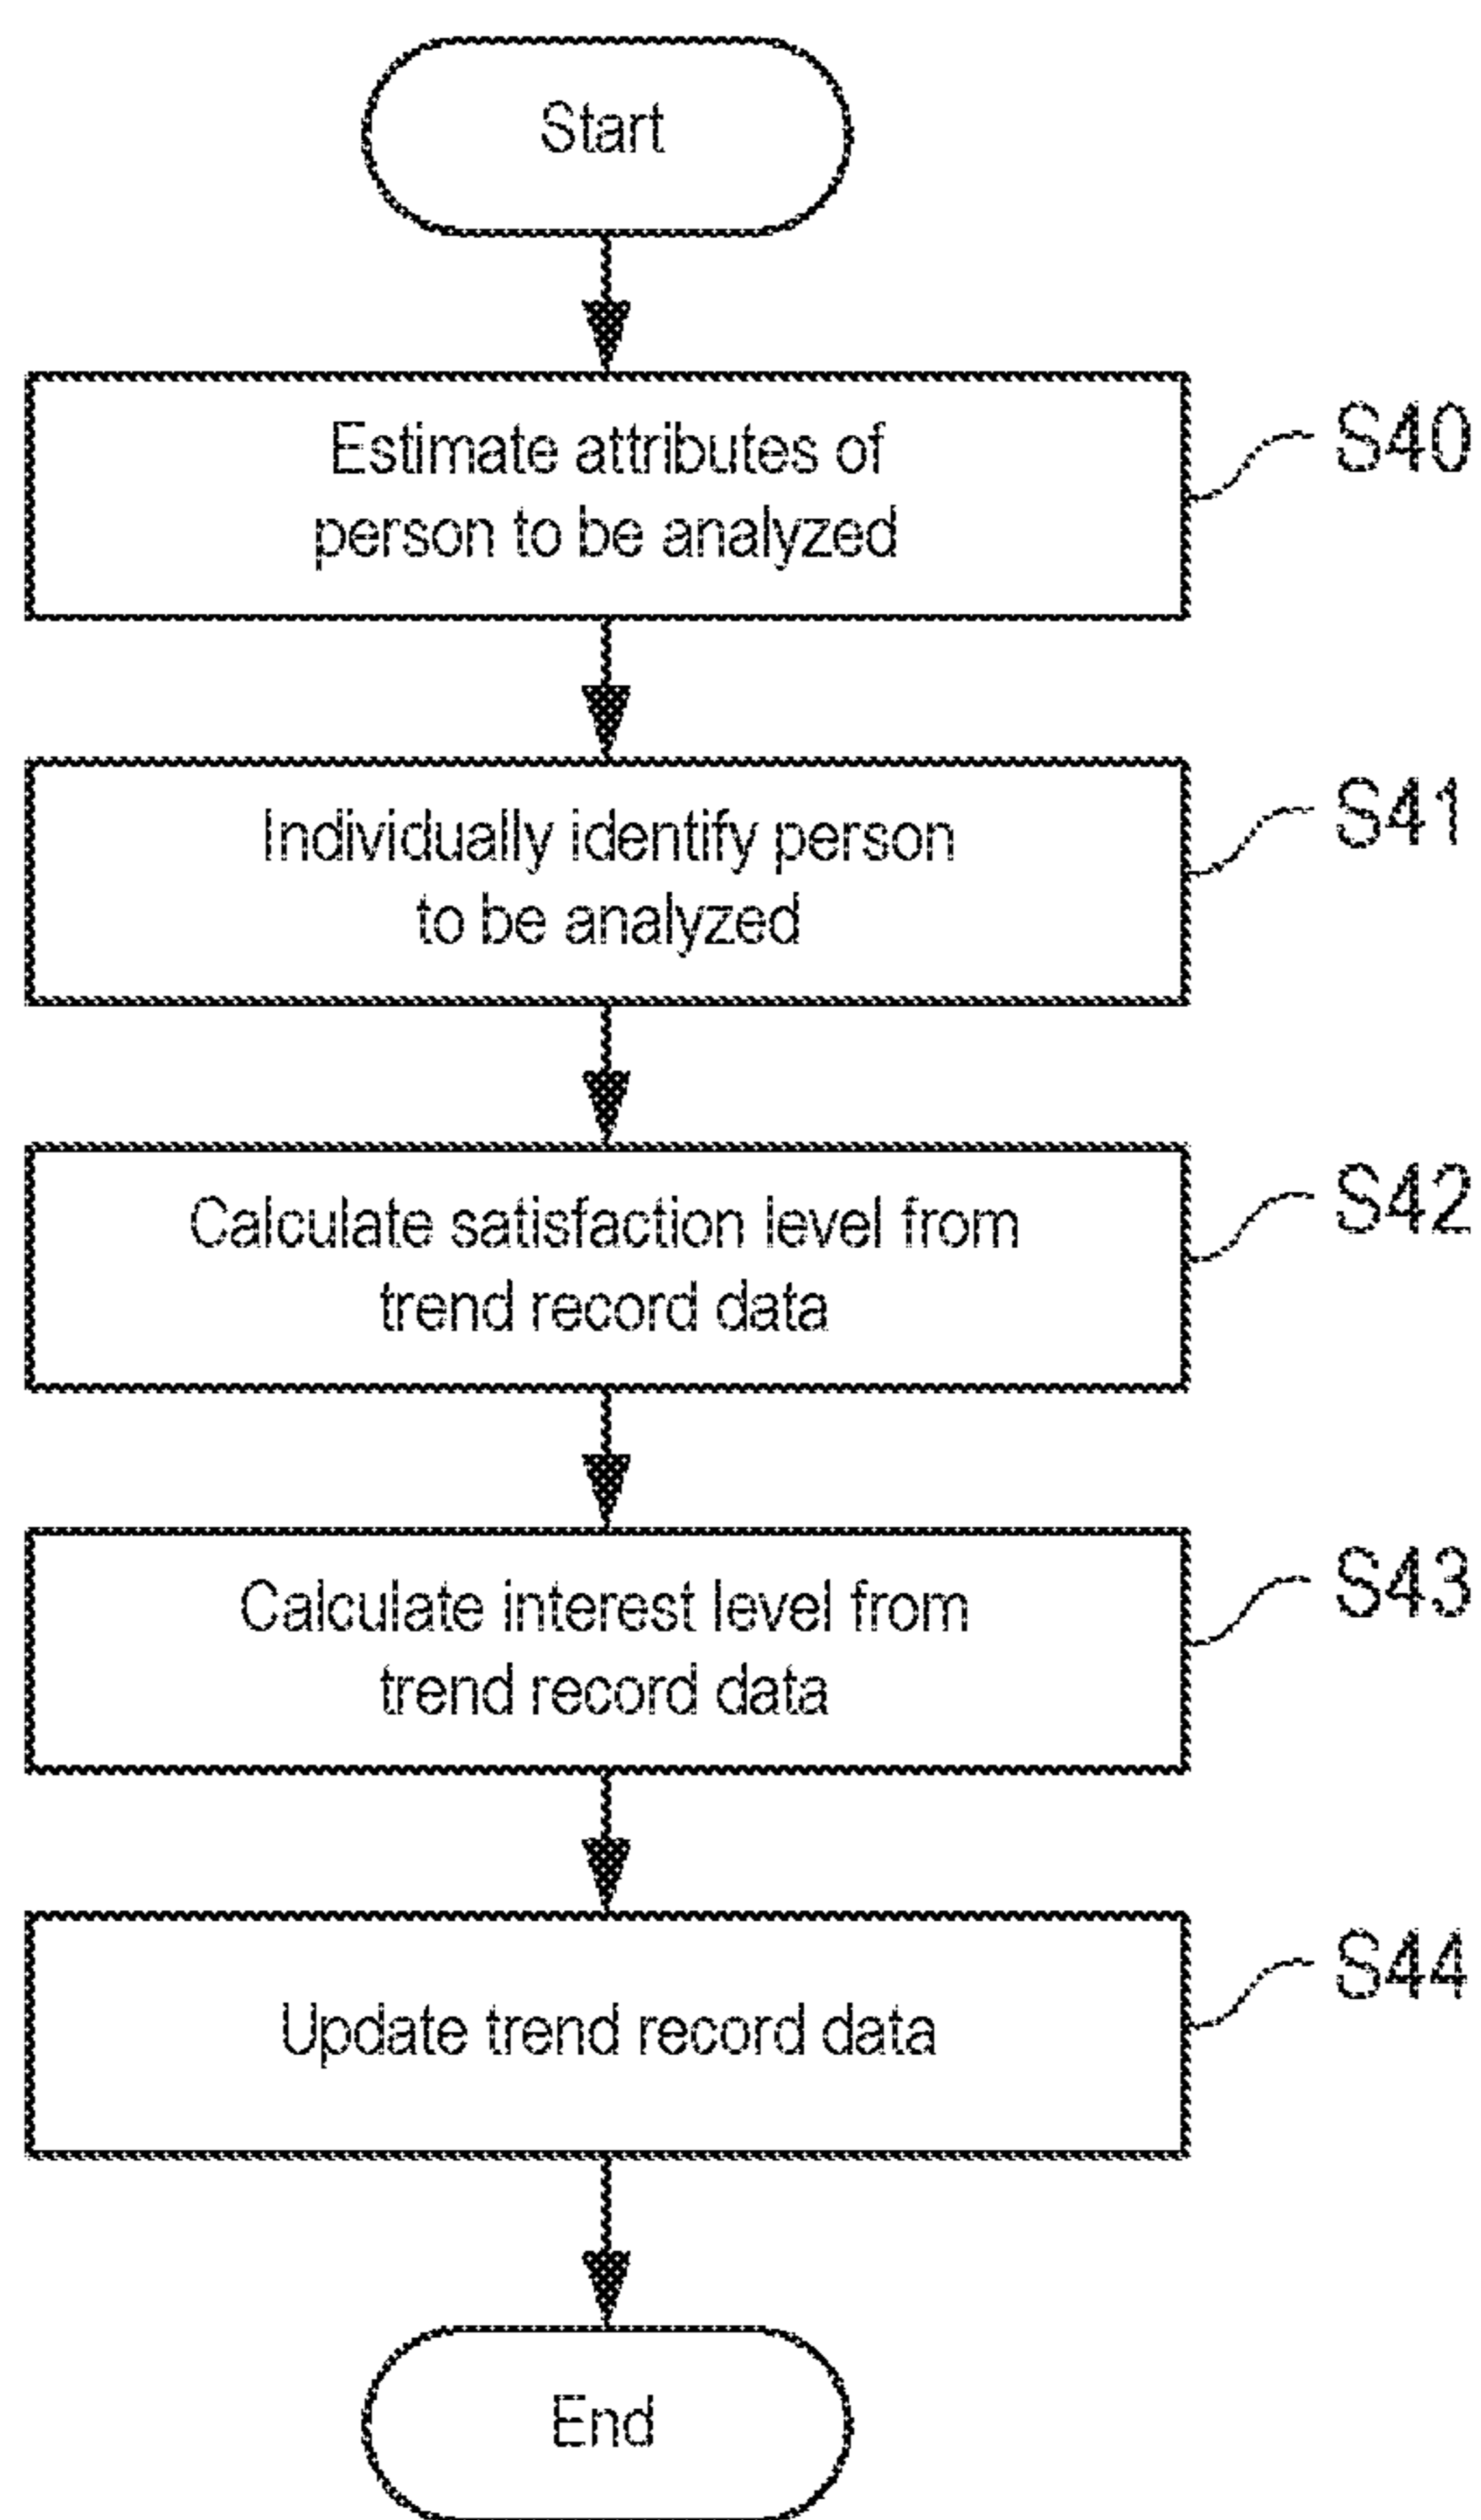 Start
Estimate attributes of
person to be analyzed
S40
Individually identify person
to be analyzed
S41
Calculate satisfaction level from
trend record data
S42
Calculate interest level from
trend record data
S43
Update trend record data
S44
End